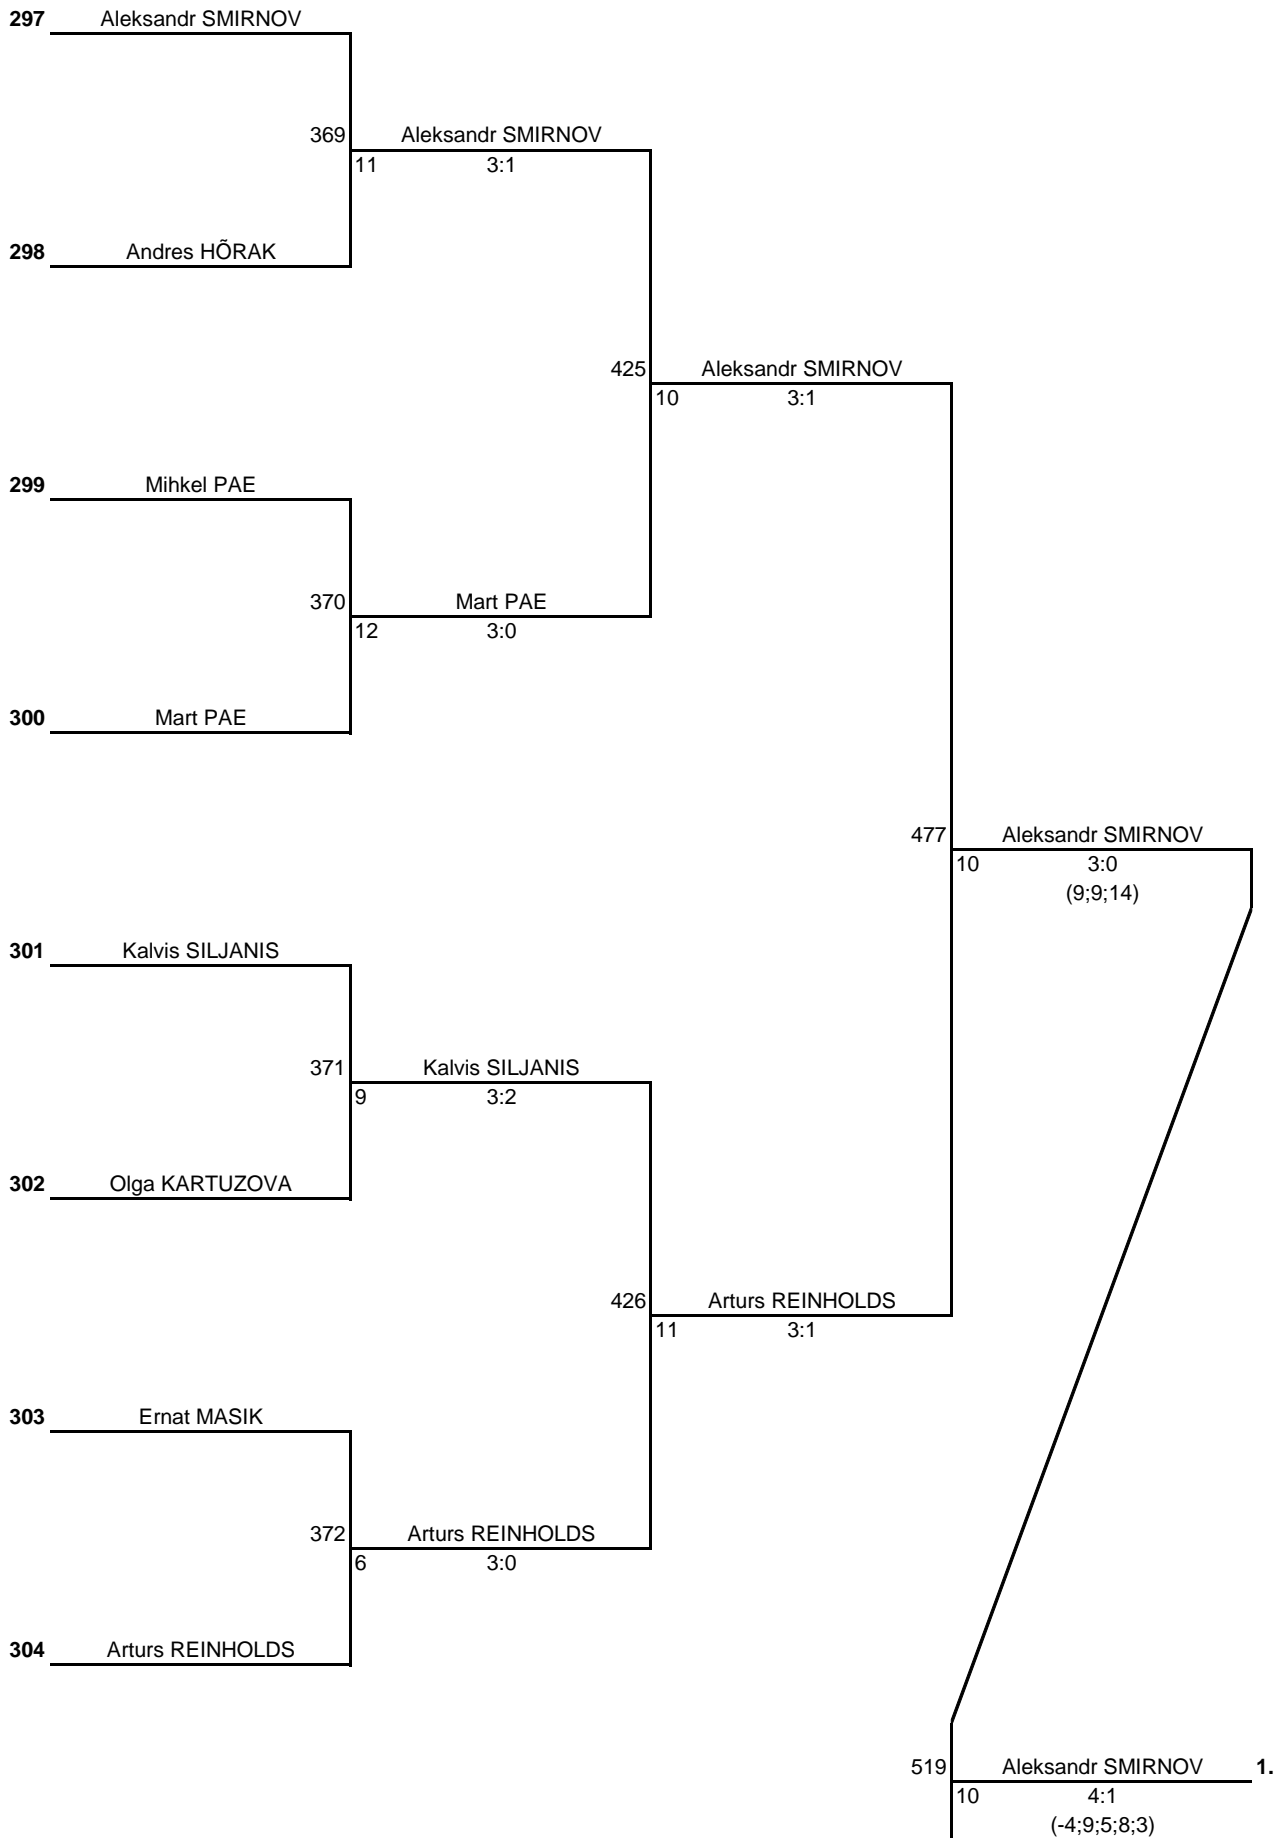 297 Aleksandr SMIRNOV
369 Aleksandr SMIRNOV
11 3:1
298 Andres HÕRAK
425 Aleksandr SMIRNOV
10 3:1
299 Mihkel PAE
370 Mart PAE
12 3:0
300 Mart PAE
477 Aleksandr SMIRNOV
10 3:0
(9;9;14)
301 Kalvis SILJANIS
371 Kalvis SILJANIS
9 3:2
302 Olga KARTUZOVA
426 Arturs REINHOLDS
11 3:1
303 Ernat MASIK
372 Arturs REINHOLDS
6 3:0
304 Arturs REINHOLDS
519 Aleksandr SMIRNOV 1.
10 4:1
(-4;9;5;8;3)